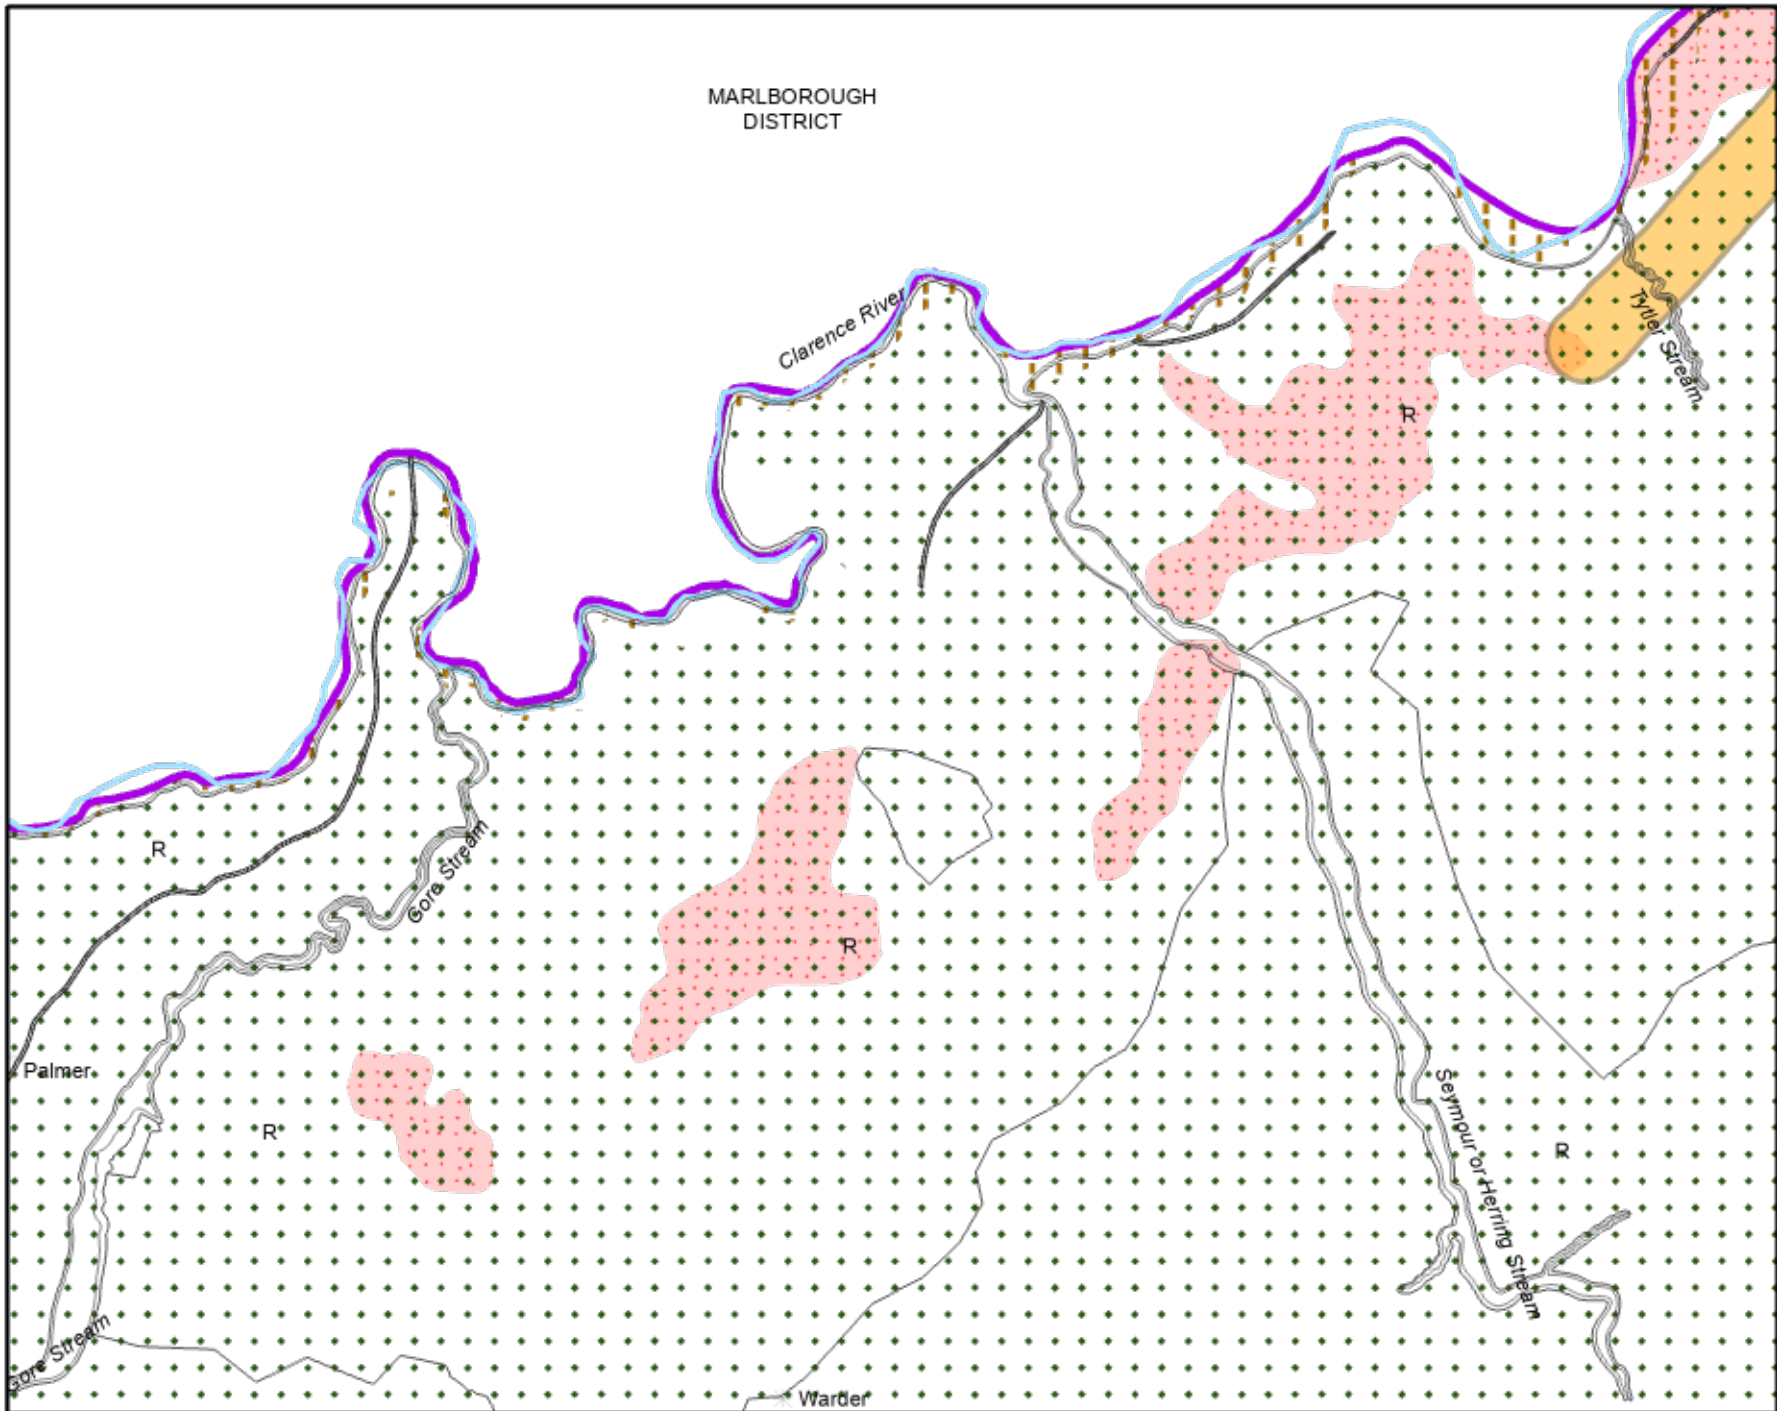 MARLBOROUGH
DISTRICT
Clarence River
Tytler Stream
R
R
Gore Stream
R
Palmer
R
Seymour or Herring Stream
R
Gore Stream
Warder